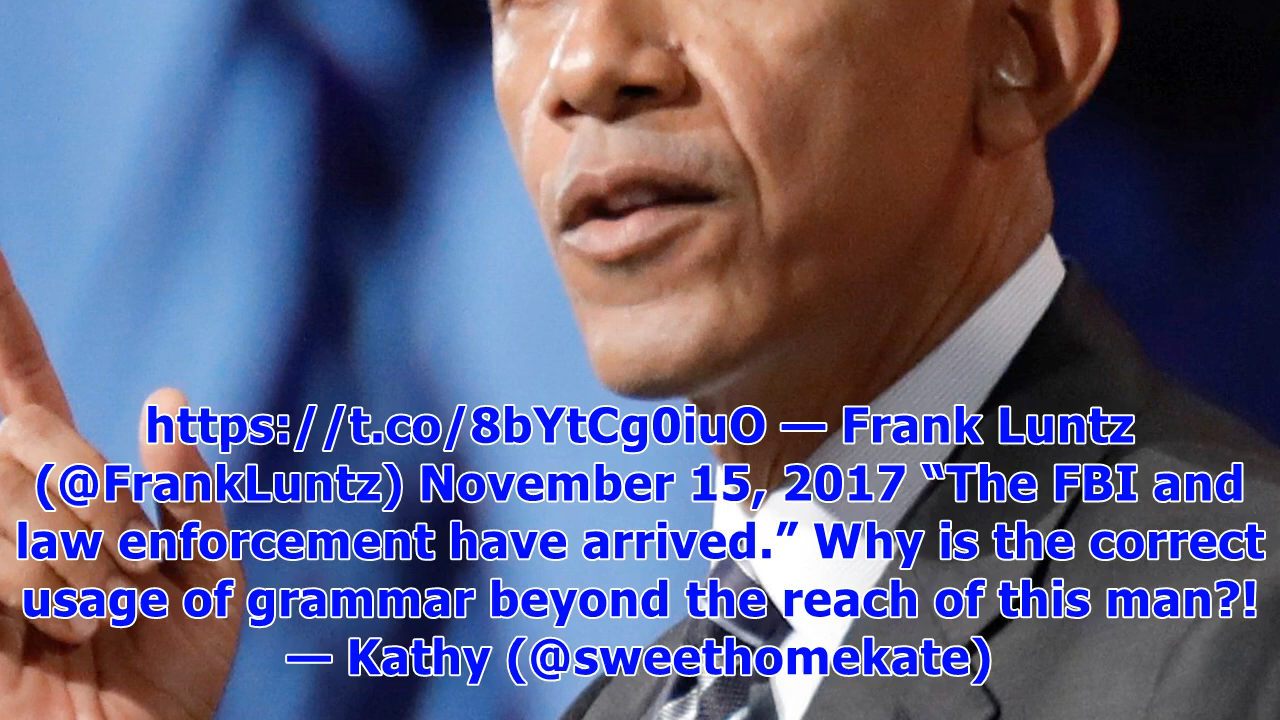 https://t.co/8bYtCg0iuO — Frank Luntz
(@FrankLuntz) November 15, 2017 “The FBI and
law enforcement have arrived.” Why is the correct
usage of grammar beyond the reach of this man?!
— Kathy (@sweethomekate)